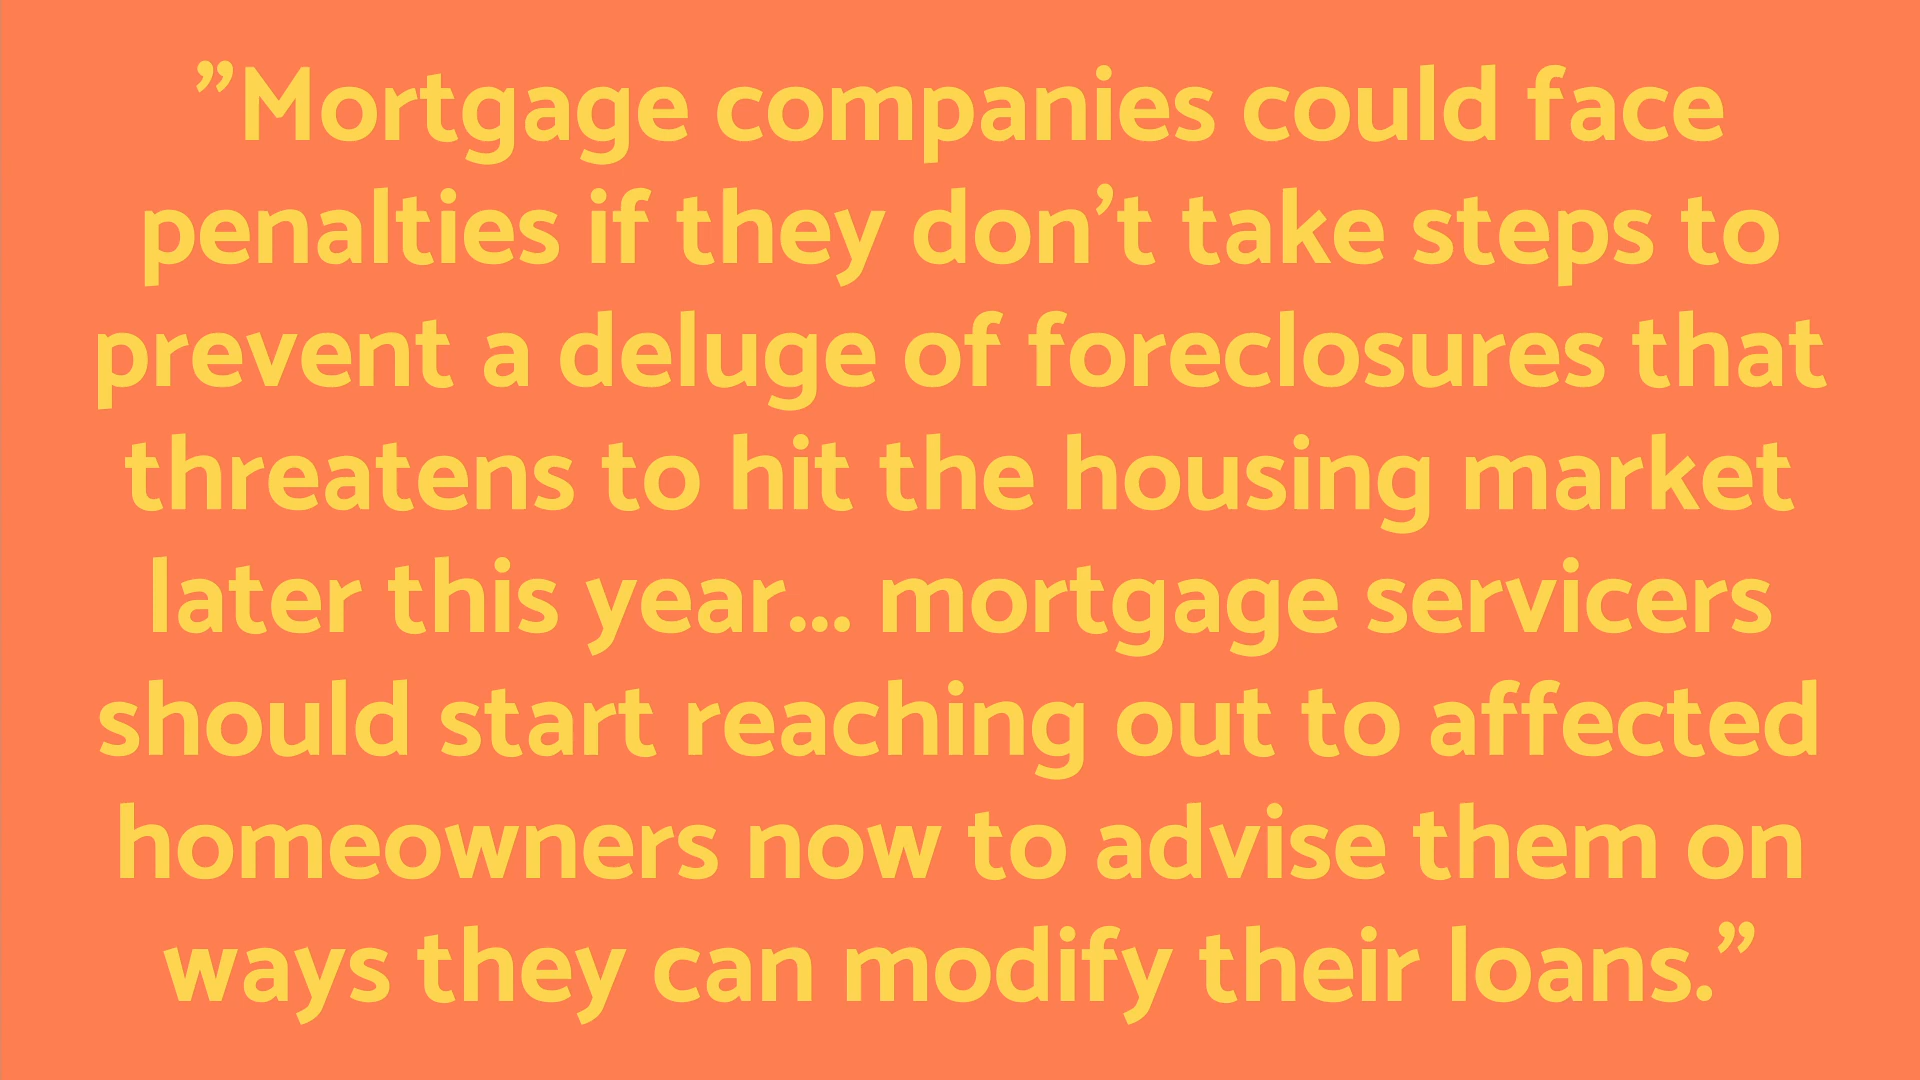 ”Mortgage companies could face
penalties if they don’t take steps to
prevent a deluge of foreclosures that
threatens to hit the housing market
later this year... mortgage servicers
should start reaching out to affected
homeowners now to advise them on
ways they can modify their loans.”